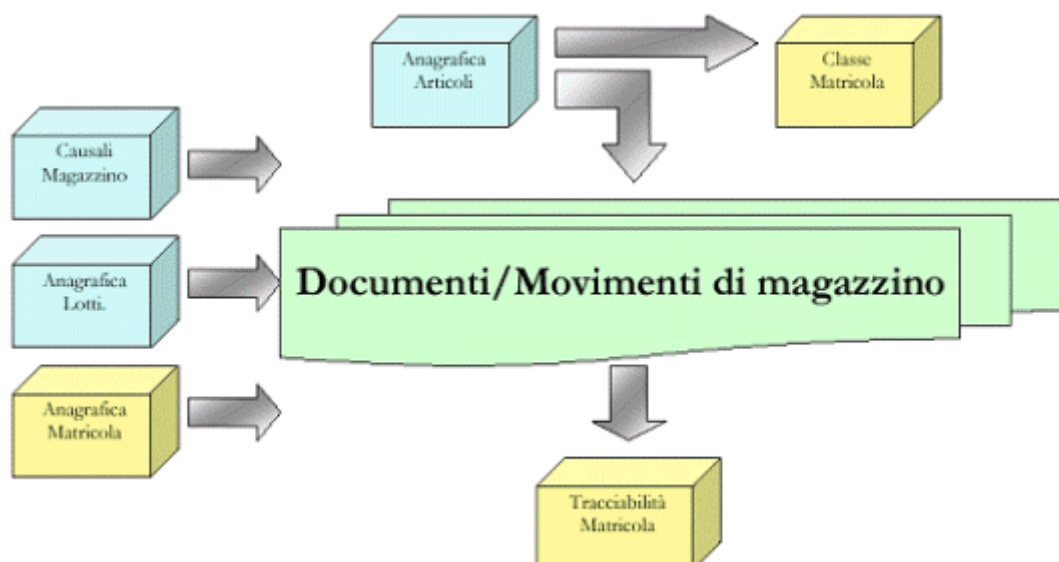 Anagrafica
Articoli
Classe
Matricola
Causali
Magazzino
Anagrafica
Lotti.
Documenti/Movimenti di magazzino
Anagrafica
Matricola
Tracciabilità
Matricola